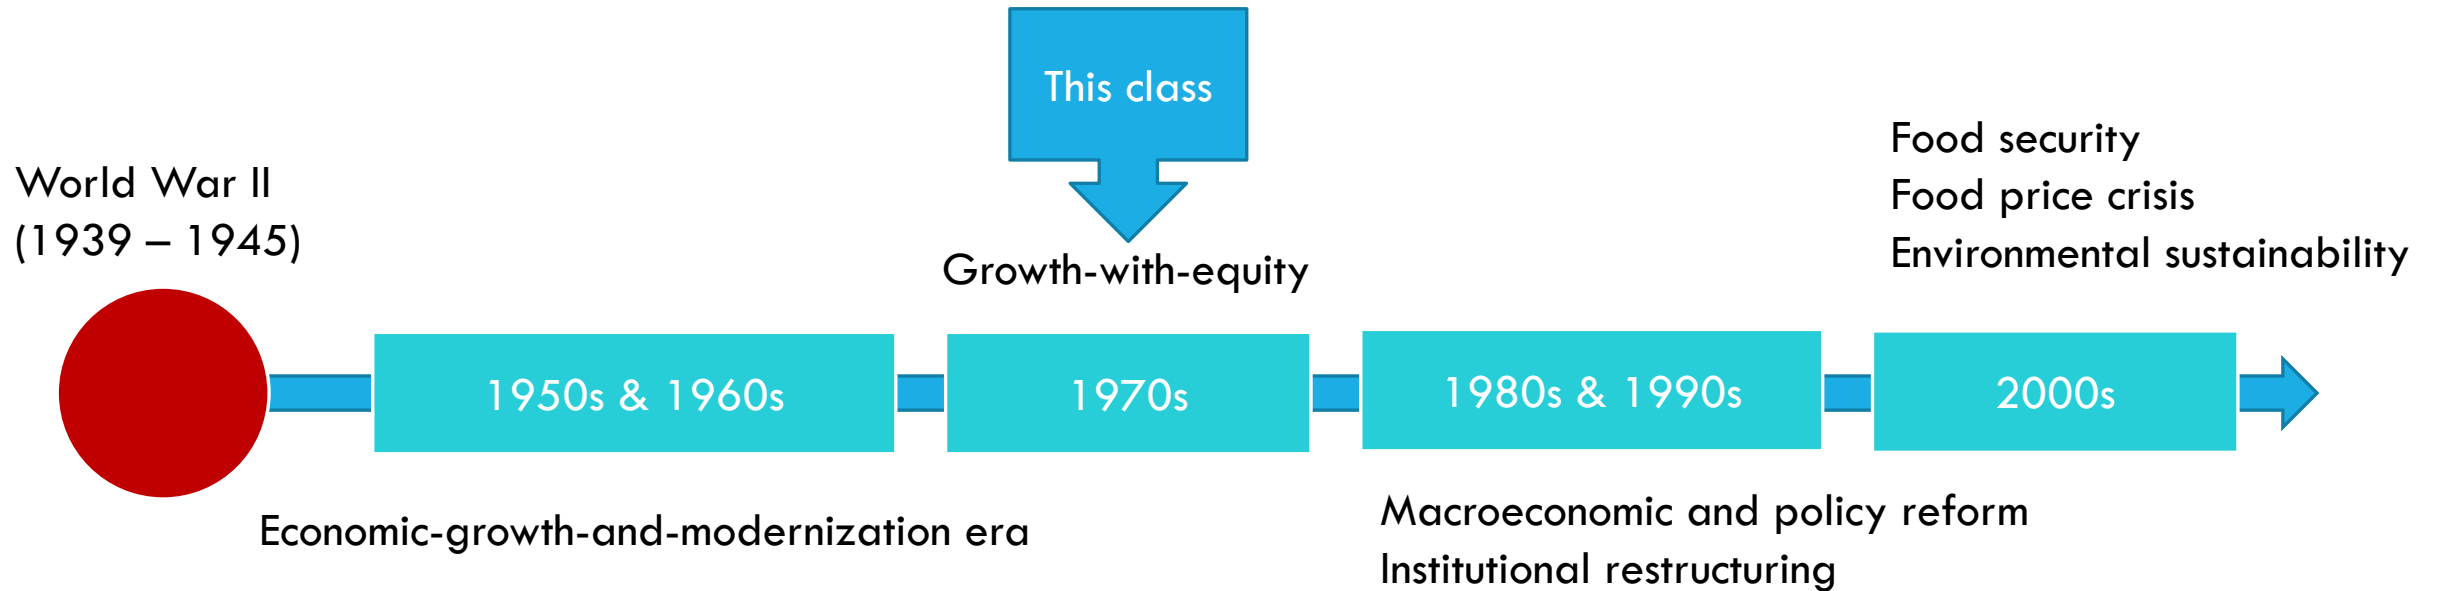 This class
World War II
(1939 – 1945)
Growth-with-equity
Food security
Food price crisis
Environmental sustainability
1950s & 1960s
1970s
1980s & 1990s
2000s
Economic-growth-and-modernization era
Macroeconomic and policy reform
Institutional restructuring